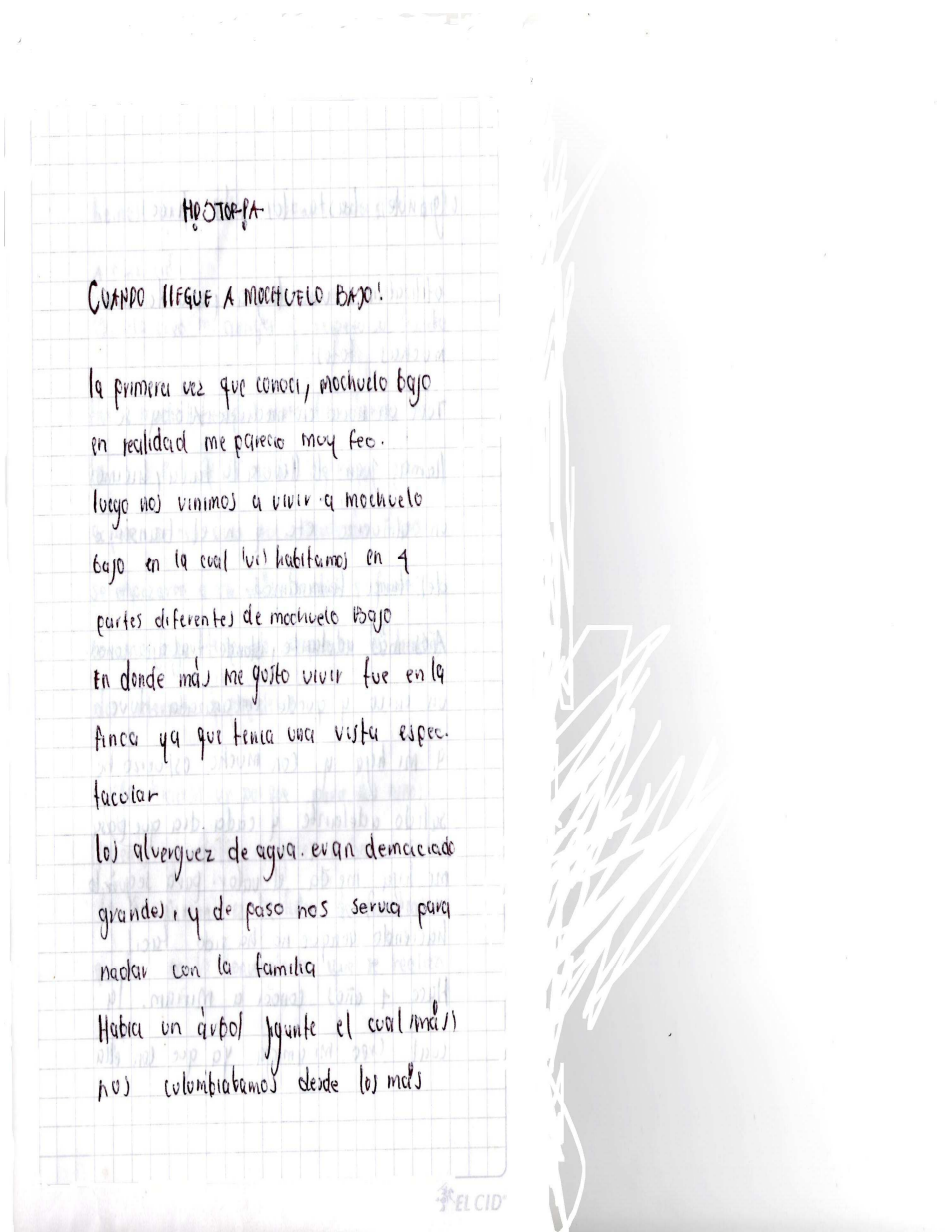 HISTORIA
CUANDO llEGUE A MOCHUELO BAJO!
la primera vez que conoci, mochuelo bajo
en realidad me parecio muy feo.
luego nos vinimos a vivir a mochuelo
bajo en la cual habitamos en 4
partes diferentes de mochuelo Bajo
En donde más me gusto vivir fue en la
finca ya que tenia una vista espec.
tacular
los alverguez de agua. eran demaciado
grandes, y de paso nos servia para
nadar con la familia
Habia un árbol el cual (más)
nos columbiabamos desde los más
EL CID